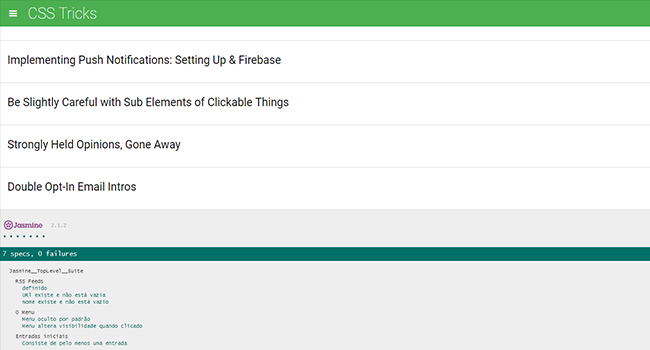 CSS Tricks
Implementing Push Notifications: Setting Up & Firebase
Be Slightly Careful with Sub Elements of Clickable Things
Strongly Held Opinions, Gone Away
Double Opt-In Email Intros
Jasmine 2.1.2
7 specs, 0 failures
Jasmine__TopLevel__Suite
RSS Feeds
definido
URl existe e não está vazia
Nome existe e não está vazio
O Menu
Menu oculto por padrão
Menu altera visibilidade quando clicado
Entradas iniciais
Consiste de pelo menos uma entrada